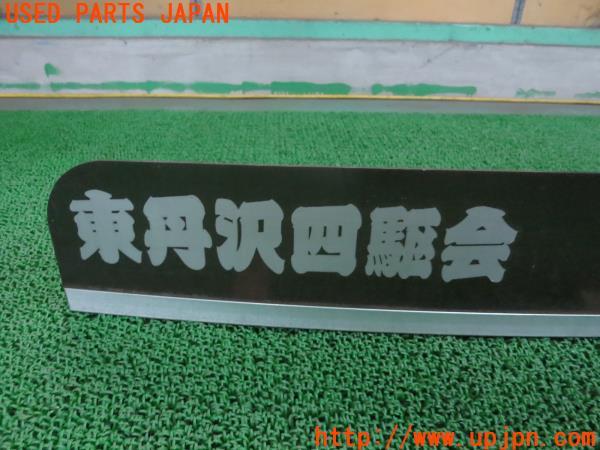 USED PARTS JAPAN
東丹沢四駆会
http://www.upjpn.com